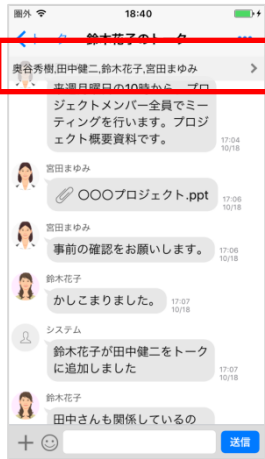 圏外 18:40
トーク 鈴木花子のトーク
奥谷秀樹,田中健二,鈴木花子,宮田まゆみ
来週月曜日の10時から、プロ
ジェクトメンバー全員でミー
ティングを行います。プロジ
ェクト概要資料です。
17:04
10/18
宮田まゆみ
〇〇〇プロジェクト.ppt
17:06
10/18
宮田まゆみ
事前の確認をお願いします。
17:06
10/18
鈴木花子
かしこまりました。
17:07
10/18
システム
鈴木花子が田中健二をトーク
に追加しました
17:07
10/18
鈴木花子
田中さんも関係しているの
送信